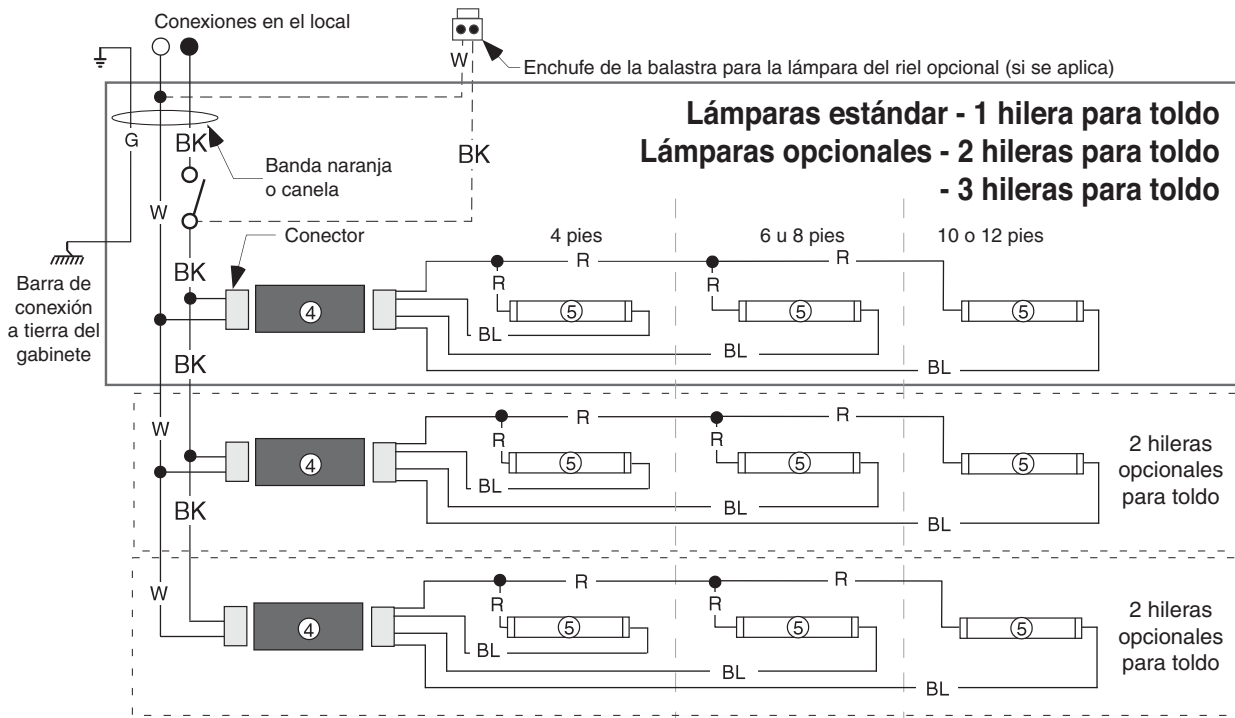 Conexiones en el local
W
Enchufe de la balastra para la lámpara del riel opcional (si se aplica)
Lámparas estándar - 1 hilera para toldo
Lámparas opcionales - 2 hileras para toldo
- 3 hileras para toldo
G
BK
BK
Banda naranja
o canela
W
Conector
4 pies
6 u 8 pies
10 o 12 pies
Barra de
conexión
a tierra del
gabinete
BK
R
R
R
R
4
5
5
5
BL
BL
BL
BK
W
R
R
R
R
4
5
5
5
BL
BL
BL
BK
2 hileras
opcionales
para toldo
W
R
R
R
R
4
5
5
5
BL
BL
BL
2 hileras
opcionales
para toldo